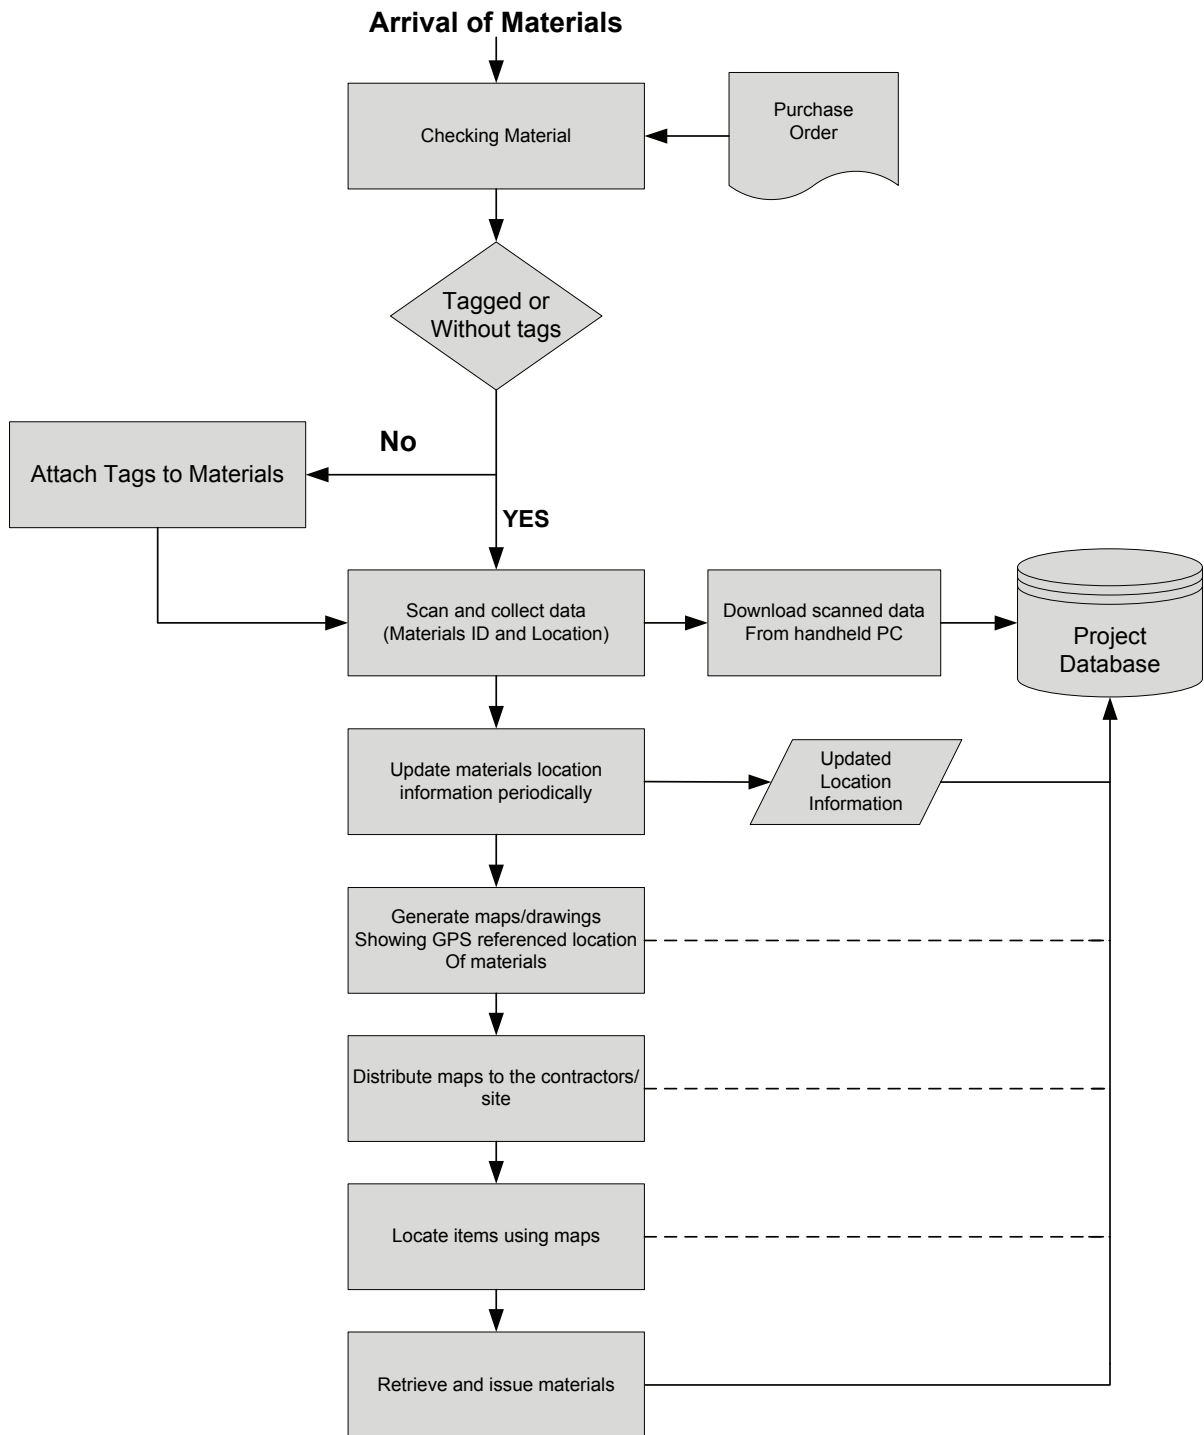 Arrival of Materials
Checking Material
Purchase
Order
Tagged or
Without tags
No
Attach Tags to Materials
YES
Scan and collect data
(Materials ID and Location)
Download scanned data
From handheld PC
Project
Database
Update materials location
information periodically
Updated
Location
Information
Generate maps/drawings
Showing GPS referenced location
Of materials
Distribute maps to the contractors/
site
Locate items using maps
Retrieve and issue materials